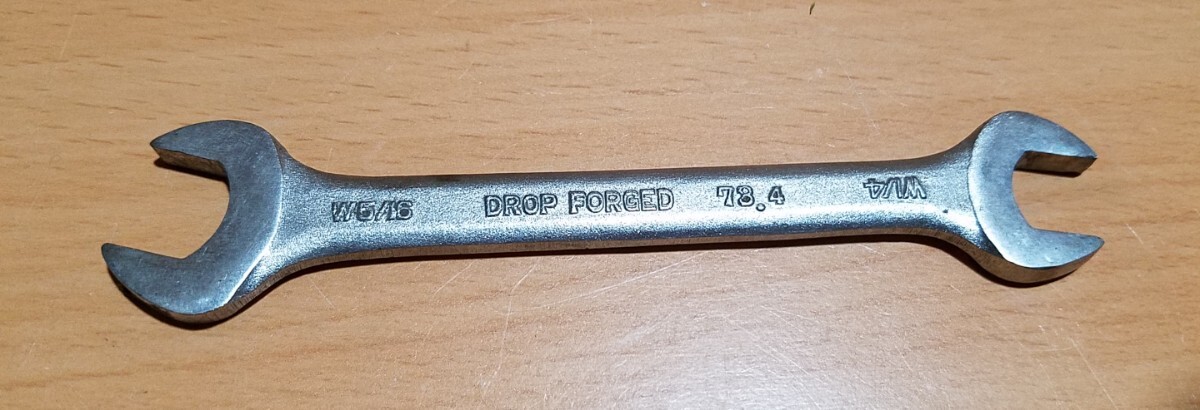 W5/16 DROP FORGED 78.4 W1/4